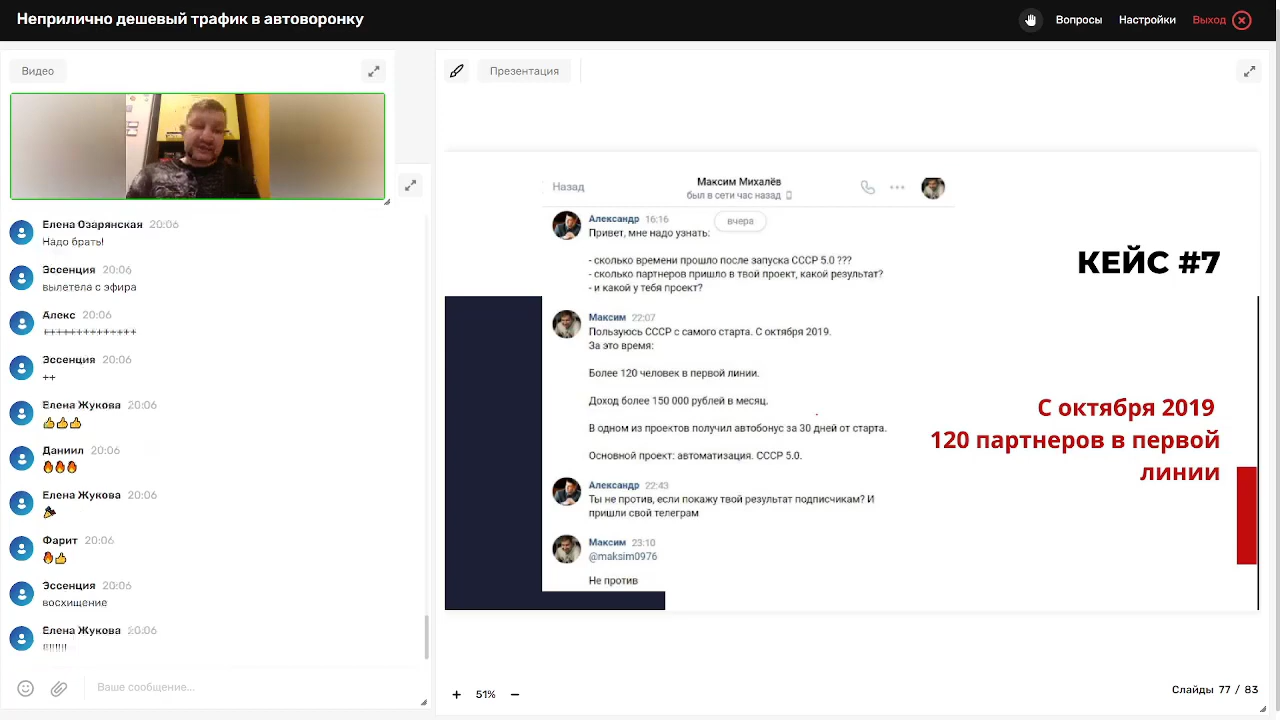 Неприлично дешевый трафик в автоворонку
Вопросы
Настройки
Выход
Видео
Елена Озарянская 20:06
Надо брать!
Эссенция 20:06
вылетела с эфира
Алекс 20:06
++++++++++++++
Эссенция 20:06
++
Елена Жукова 20:06
👍👍👍
Даниил 20:06
🔥🔥🔥
Елена Жукова 20:06
Фарит 20:06
🔥👍
Эссенция 20:06
восхищение
Елена Жукова 20:06
!!!!!!!
Ваше сообщение...
Презентация
Назад
Максим Михалёв
был в сети час назад
вчера
Александр 16:16
Привет, мне надо узнать:
- сколько времени прошло после запуска СССР 5.0 ???
- сколько партнеров пришло в твой проект, какой результат?
- и какой у тебя проект?
Максим 22:07
Пользуюсь СССР с самого старта. С октября 2019.
За это время:
Более 120 человек в первой линии.
Доход более 150 000 рублей в месяц.
В одном из проектов получил автобонус за 30 дней от старта.
Основной проект: автоматизация. СССР 5.0.
Александр 22:43
Ты не против, если покажу твой результат подписчикам? И
пришли свой телеграм
Максим 23:10
@maksim0976
Не против
КЕЙС #7
С октября 2019
120 партнеров в первой
линии
+ 51% −
Слайды 77 / 83